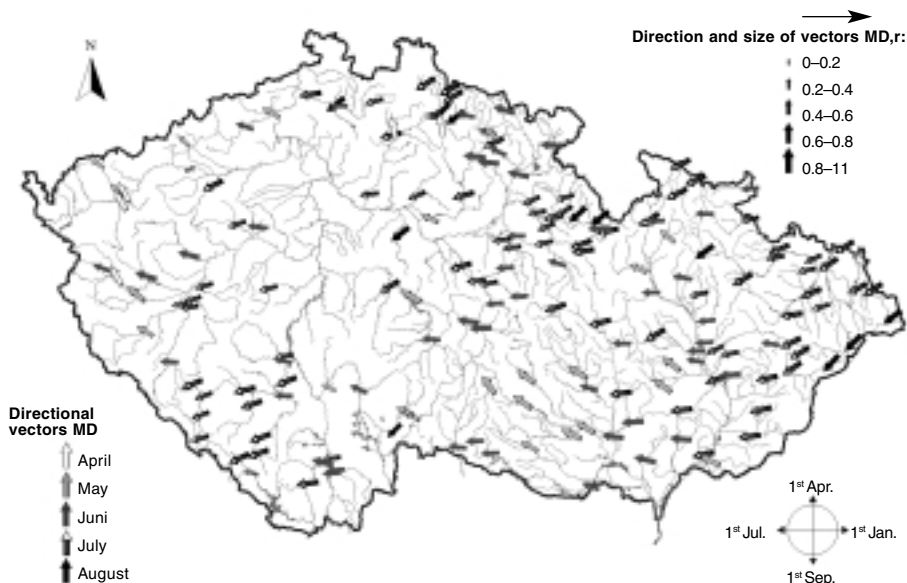 Direction and size of vectors MD,r:
N
0–0.2
0.2–0.4
0.4–0.6
0.6–0.8
0.8–11
Directional
vectors MD
April
May
Juni
July
August
1st Apr.
1st Jul.
1st Jan.
1st Sep.